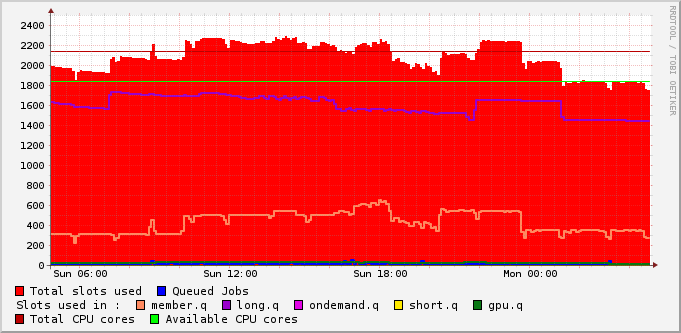 2400
2200
2000
1800
1600
1400
1200
1000
800
600
400
200
0
Sun 06:00 Sun 12:00 Sun 18:00 Mon 00:00
Total slots used Queued Jobs
Slots used in : member.q long.q ondemand.q short.q gpu.q
Total CPU cores Available CPU cores
RRDTOOL / TOBI OETIKER